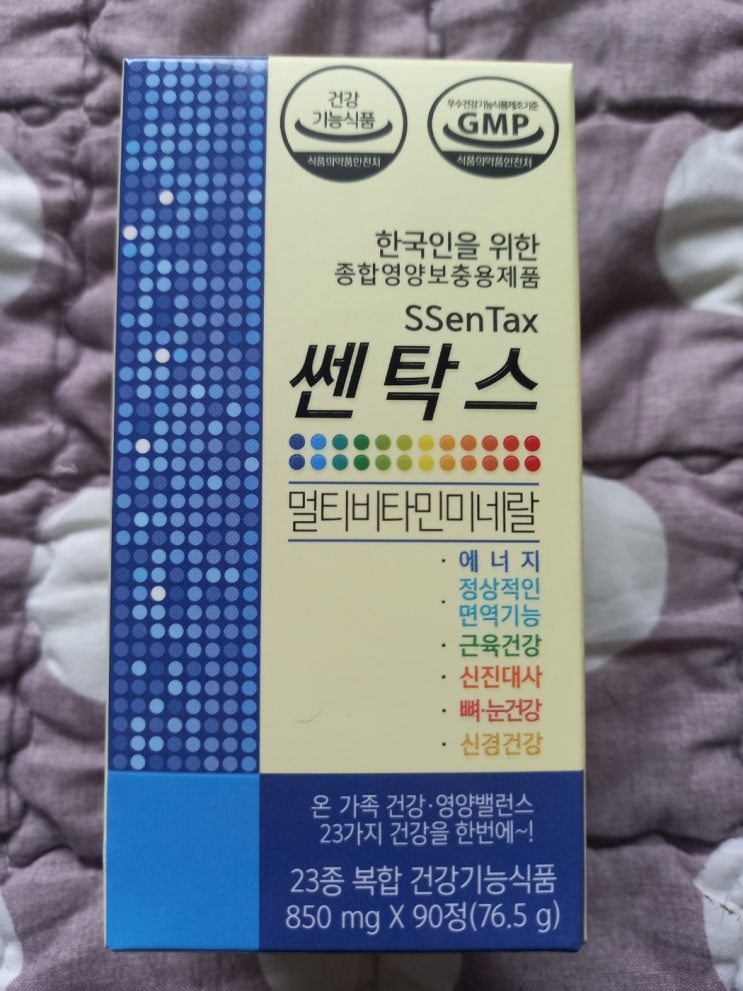 건강
기능식품
식품의약품안전처
우수건강기능식품제조기준
GMP
식품의약품안전처
한국인을 위한
종합영양보충용제품
SSenTax
쎈탁스
멀티비타민미네랄
· 에너지
· 정상적인
면역기능
· 근육건강
· 신진대사
· 뼈·눈건강
· 신경건강
온 가족 건강·영양밸런스
23가지 건강을 한번에~!
23종 복합 건강기능식품
850 mg X 90정(76.5 g)